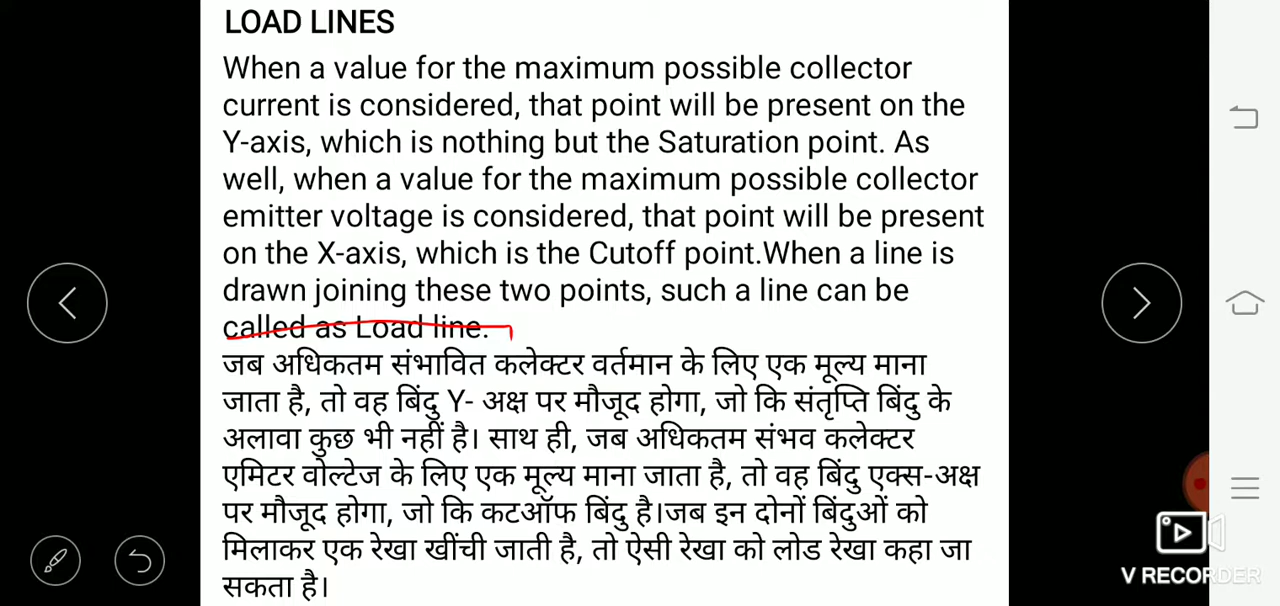 LOAD LINES
When a value for the maximum possible collector
current is considered, that point will be present on the
Y-axis, which is nothing but the Saturation point. As
well, when a value for the maximum possible collector
emitter voltage is considered, that point will be present
on the X-axis, which is the Cutoff point.When a line is
drawn joining these two points, such a line can be
called as Load line.
जब अधिकतम संभावित कलेक्टर वर्तमान के लिए एक मूल्य माना
जाता है, तो वह बिंदु Y- अक्ष पर मौजूद होगा, जो कि संतृप्ति बिंदु के
अलावा कुछ भी नहीं है। साथ ही, जब अधिकतम संभव कलेक्टर
एमिटर वोल्टेज के लिए एक मूल्य माना जाता है, तो वह बिंदु एक्स-अक्ष
पर मौजूद होगा, जो कि कटऑफ बिंदु है।जब इन दोनों बिंदुओं को
मिलाकर एक रेखा खींची जाती है, तो ऐसी रेखा को लोड रेखा कहा जा
सकता है।
V RECORDER